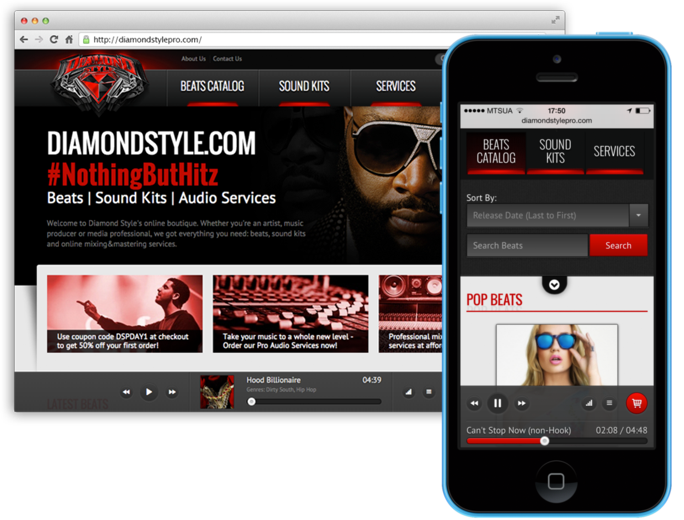 http://diamondstylepro.com/
About Us
Contact Us
DIAMOND
STYLE
BEATS CATALOG
SOUND KITS
SERVICES
DIAMONDSTYLE.COM
#NothingButHitz
Beats | Sound Kits | Audio Services
Welcome to Diamond Style's online boutique. Whether you're an artist, music
producer or media professional, we got everything you need: beats, sound kits
and online mixing&mastering services.
Use coupon code DSPDAY1 at checkout
to get 50% off your first order!
Take your music to a whole new level -
Order our Pro Audio Services now!
Professional
services at
LATEST BEATS
Hood Billionaire
04:39
Genres: Dirty South, Hip Hop
MTSUA
17:50
diamondstylepro.com
BEATS
CATALOG
SOUND
KITS
SERVICES
Sort By:
Release Date (Last to First)
Search Beats
Search
POP BEATS
Can't Stop Now (non-Hook)
02:08 / 04:48